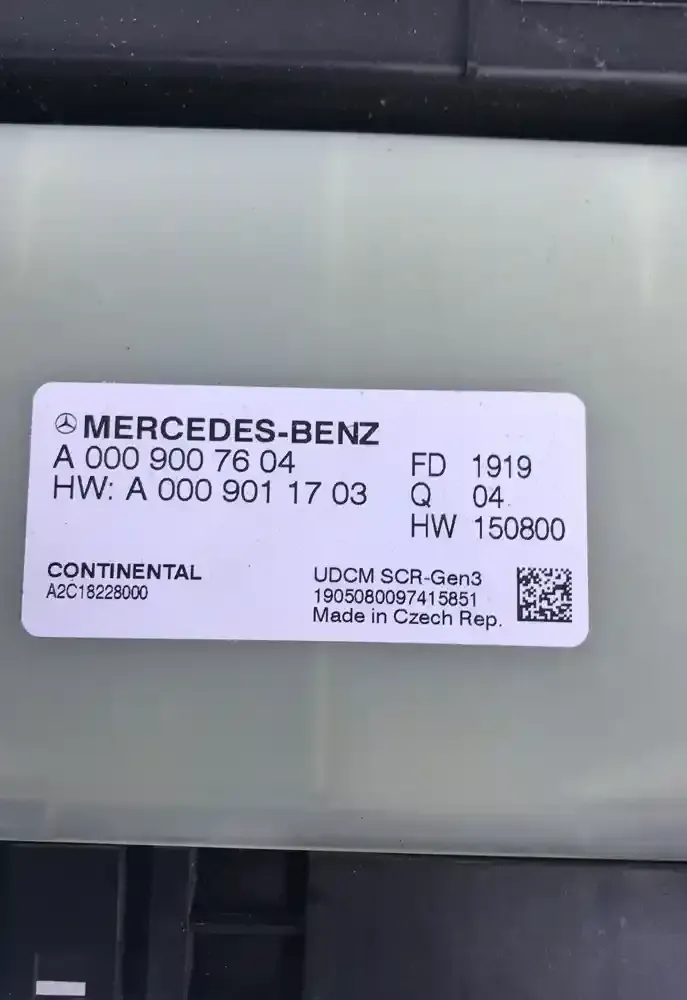 MERCEDES-BENZ
A 000 900 76 04
HW: A 000 901 17 03
FD 1919
Q 04
HW 150800
CONTINENTAL
A2C18228000
UDCM SCR-Gen3
1905080097415851
Made in Czech Rep.